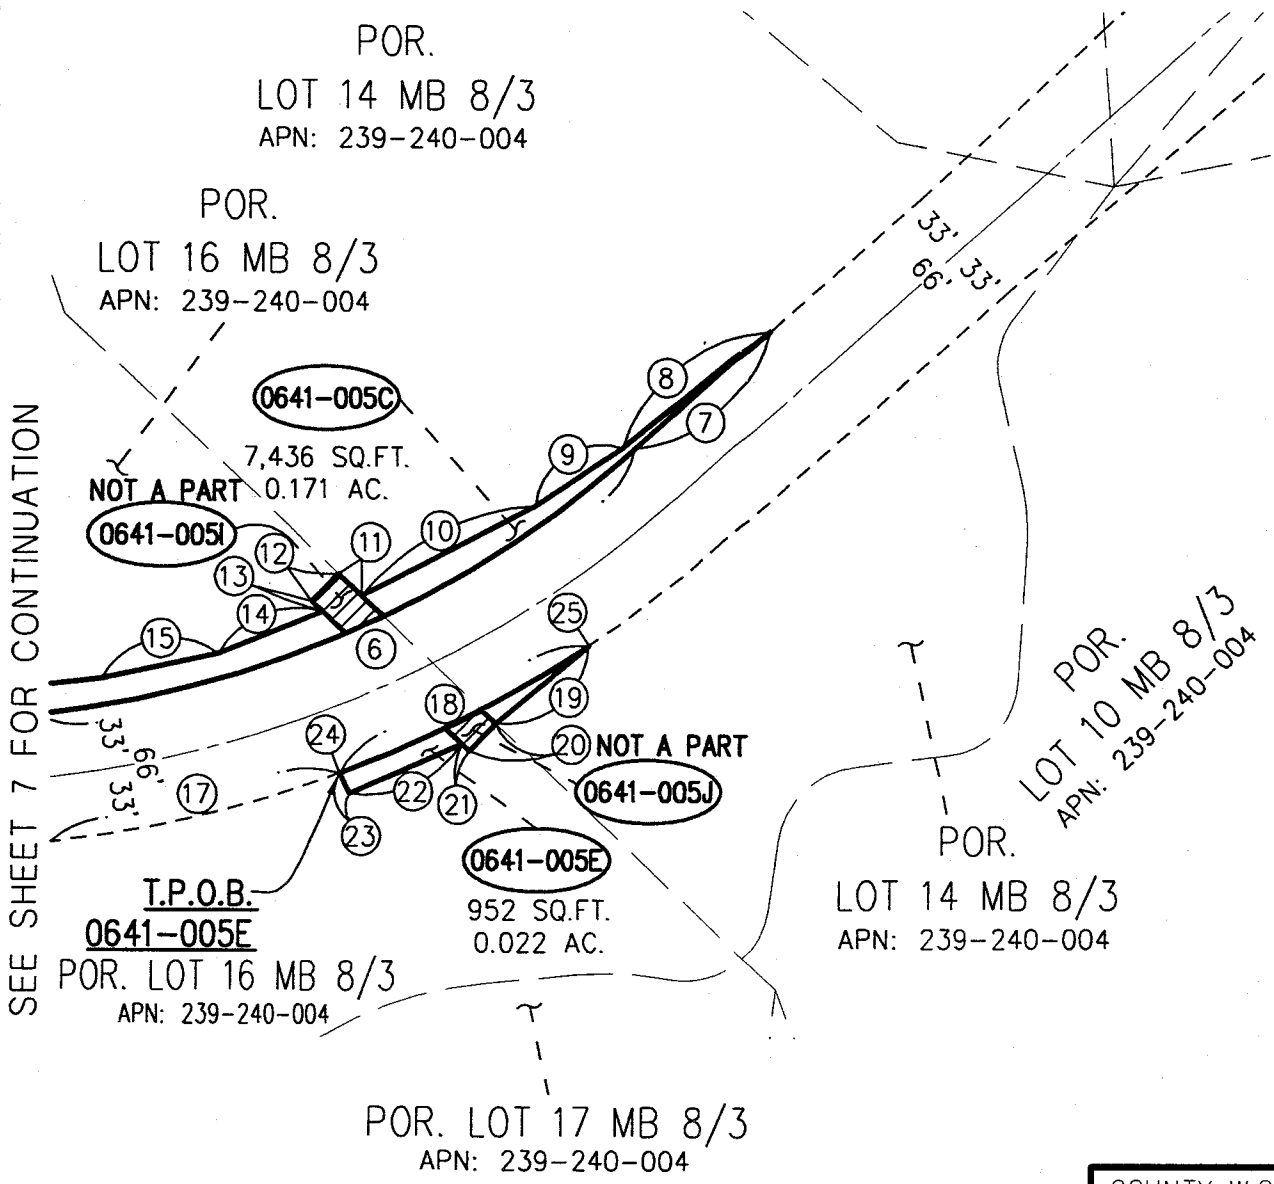 POR.
LOT 14 MB 8/3
APN: 239-240-004
POR.
LOT 16 MB 8/3
APN: 239-240-004
33'
66'
33'
8
7
0641-005C
7,436 SQ.FT.
0.171 AC.
9
NOT A PART
0641-005I
10
11
12
13
14
15
6
SEE SHEET 7 FOR CONTINUATION
25
18
19
20
NOT A PART
0641-005J
24
33'
66'
33'
17
22
21
23
0641-005E
952 SQ.FT.
0.022 AC.
T.P.O.B.
0641-005E
POR. LOT 16 MB 8/3
APN: 239-240-004
POR.
LOT 10 MB 8/3
APN: 239-240-004
POR.
LOT 14 MB 8/3
APN: 239-240-004
POR. LOT 17 MB 8/3
APN: 239-240-004